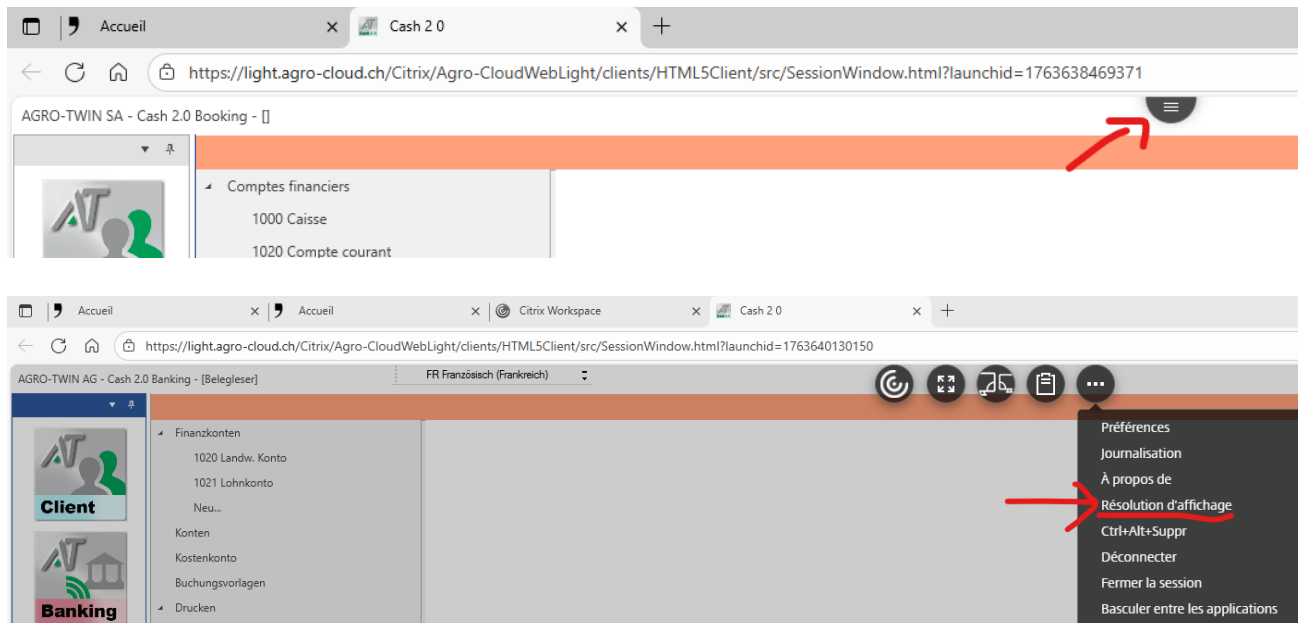 Accueil
Cash 2 0
https://light.agro-cloud.ch/Citrix/Agro-CloudWebLight/clients/HTML5Client/src/SessionWindow.html?launchid=1763638469371
AGRO-TWIN SA - Cash 2.0 Booking - []
AT
Comptes financiers
1000 Caisse
1020 Compte courant
Accueil
Accueil
Citrix Workspace
Cash 2 0
https://light.agro-cloud.ch/Citrix/Agro-CloudWebLight/clients/HTML5Client/src/SessionWindow.html?launchid=1763640130150
AGRO-TWIN AG - Cash 2.0 Banking - [Belegleser]
FR Französisch (Frankreich)
AT
Client
AT
Banking
Finanzkonten
1020 Landw. Konto
1021 Lohnkonto
Neu...
Konten
Kostenkonto
Buchungsvorlagen
Drucken
Préférences
Journalisation
À propos de
Résolution d'affichage
Ctrl+Alt+Suppr
Déconnecter
Fermer la session
Basculer entre les applications